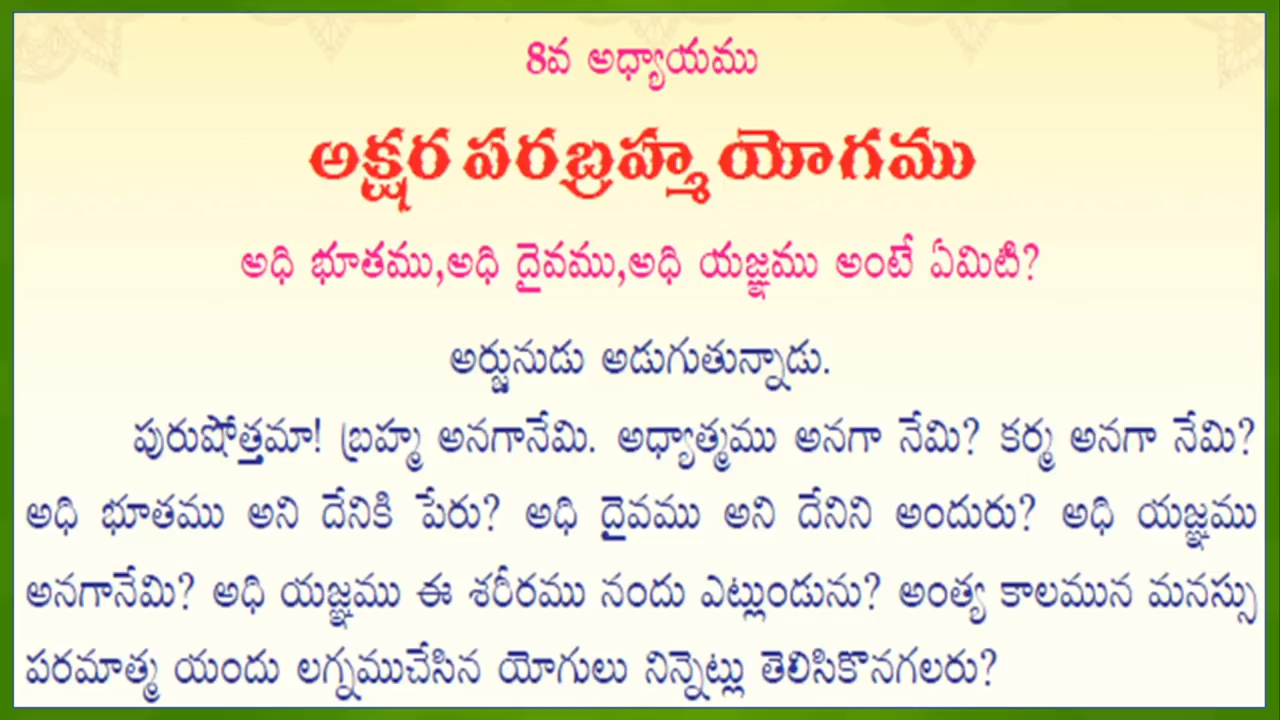 8వ అధ్యాయము
అక్షర పరబ్రహ్మ యోగము
అధి భూతము,అధి దైవము,అధి యజ్ఞము అంటే ఏమిటి?
అర్జునుడు అడుగుతున్నాడు.
పురుషోత్తమా! బ్రహ్మ అనగానేమి. అధ్యాత్మము అనగా నేమి? కర్మ అనగా నేమి?
అధి భూతము అని దేనికి పేరు? అధి దైవము అని దేనిని అందురు? అధి యజ్ఞము
అనగానేమి? అధి యజ్ఞము ఈ శరీరము నందు ఎట్లుండును? అంత్య కాలమున మనస్సు
పరమాత్మ యందు లగ్నముచేసిన యోగులు నిన్నెట్లు తెలిసికొనగలరు?